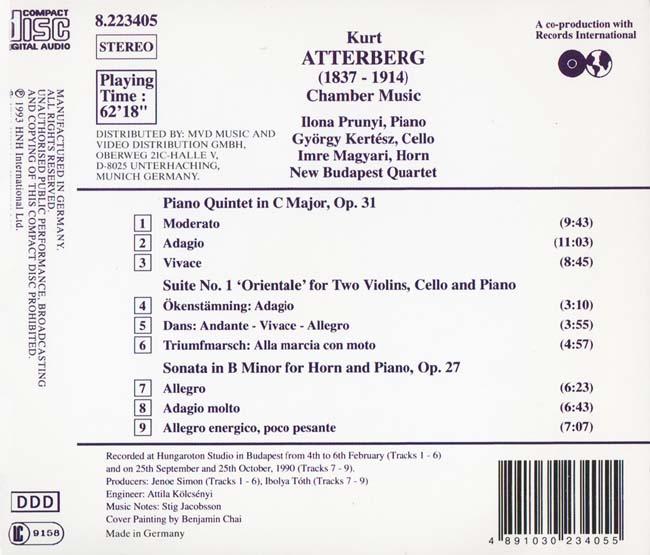 COMPACT
disc
DIGITAL AUDIO
8.223405
STEREO
Playing
Time :
62'18"
DISTRIBUTED BY: MVD MUSIC AND
VIDEO DISTRIBUTION GMBH,
OBERWEG 21C-HALLE V,
D-8025 UNTERHACHING,
MUNICH GERMANY.
Kurt
ATTERBERG
(1837 - 1914)
Chamber Music
Ilona Prunyi, Piano
György Kertész, Cello
Imre Magyari, Horn
New Budapest Quartet
A co-production with
Records International
MANUFACTURED IN GERMANY.
ALL RIGHTS RESERVED.
UNAUTHORISED PUBLIC PERFORMANCE, BROADCASTING
AND COPYING OF THIS COMPACT DISC PROHIBITED.
℗ 1993 HNH International Ltd.
Piano Quintet in C Major, Op. 31
1 Moderato (9:43)
2 Adagio (11:03)
3 Vivace (8:45)
Suite No. 1 ‘Orientale’ for Two Violins, Cello and Piano
4 Ökenstämning: Adagio (3:10)
5 Dans: Andante - Vivace - Allegro (3:55)
6 Triumfmarsch: Alla marcia con moto (4:57)
Sonata in B Minor for Horn and Piano, Op. 27
7 Allegro (6:23)
8 Adagio molto (6:43)
9 Allegro energico, poco pesante (7:07)
Recorded at Hungaroton Studio in Budapest from 4th to 6th February (Tracks 1 - 6)
and on 25th September and 25th October, 1990 (Tracks 7 - 9).
Producers: Jenoe Simon (Tracks 1 - 6), Ibolya Tóth (Tracks 7 - 9)
Engineer: Attila Kölcsényi
Music Notes: Stig Jacobsson
Cover Painting by Benjamin Chai
Made in Germany
DDD
LC 9158
4 891030 234055